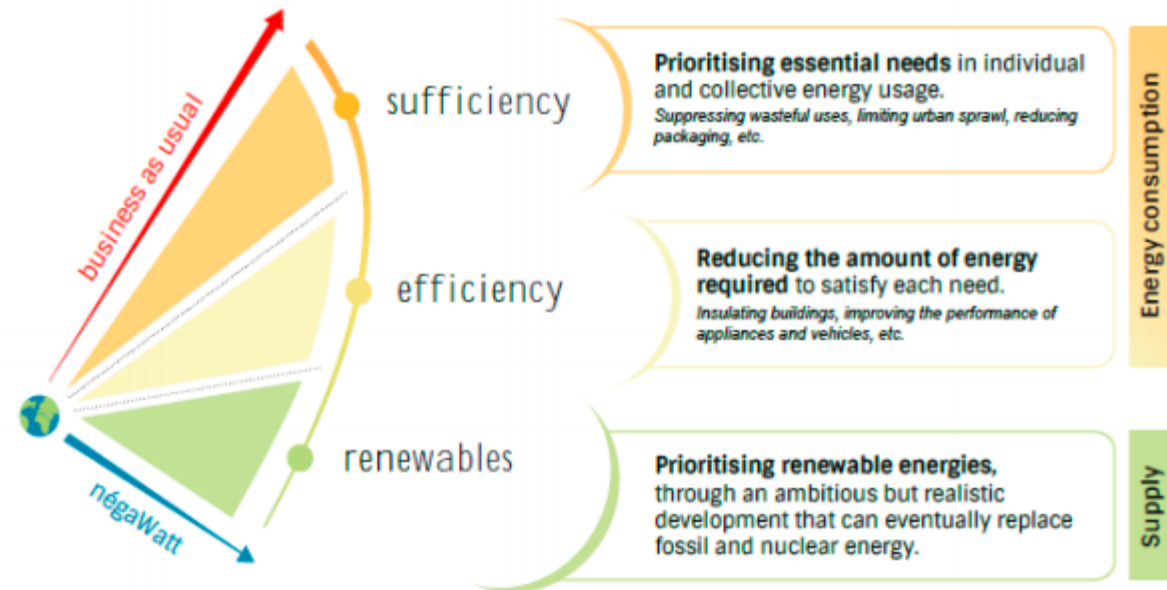 business as usual
négaWatt
sufficiency
Prioritising essential needs in individual
and collective energy usage.
Suppressing wasteful uses, limiting urban sprawl, reducing
packaging, etc.
efficiency
Reducing the amount of energy
required to satisfy each need.
Insulating buildings, improving the performance of
appliances and vehicles, etc.
Energy consumption
renewables
Prioritising renewable energies,
through an ambitious but realistic
development that can eventually replace
fossil and nuclear energy.
Supply